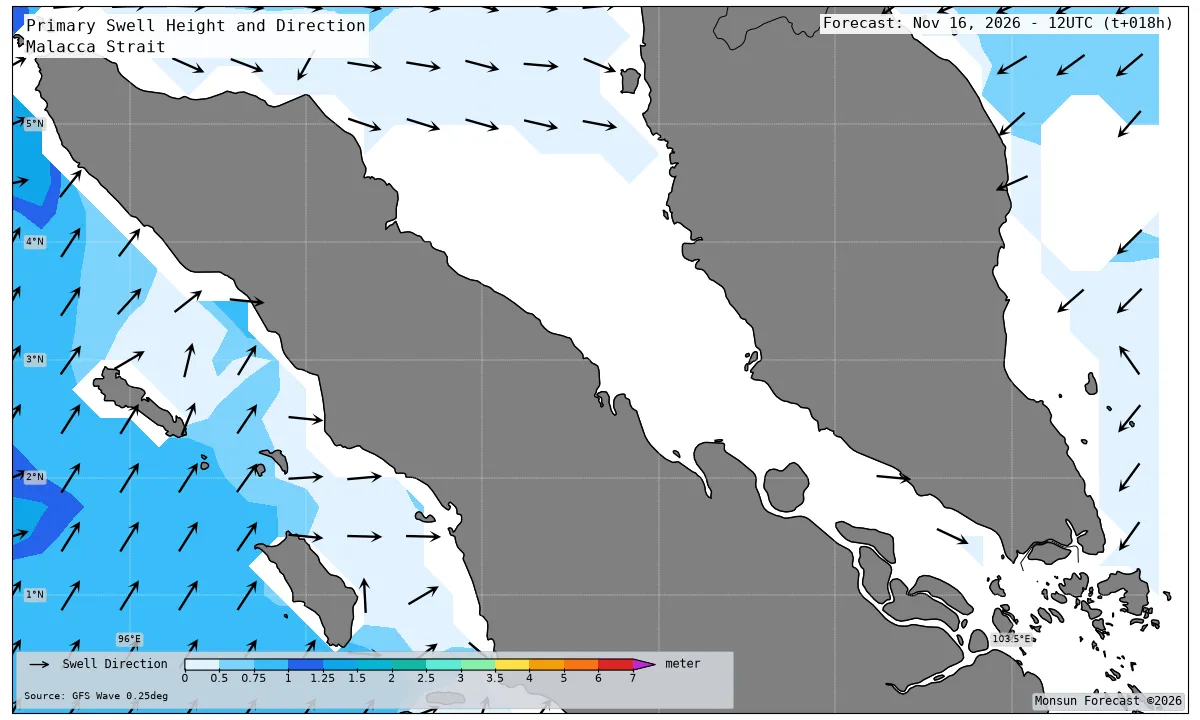 Primary Swell Height and Direction
Malacca Strait
Forecast: Nov 16, 2026 - 12UTC (t+018h)
5°N
4°N
3°N
2°N
1°N
96°E
103.5°E
Swell Direction
0 0.5 0.75 1 1.25 1.5 2 2.5 3 3.5 4 5 6 7
meter
Source: GFS Wave 0.25deg
Monsun Forecast ©2026